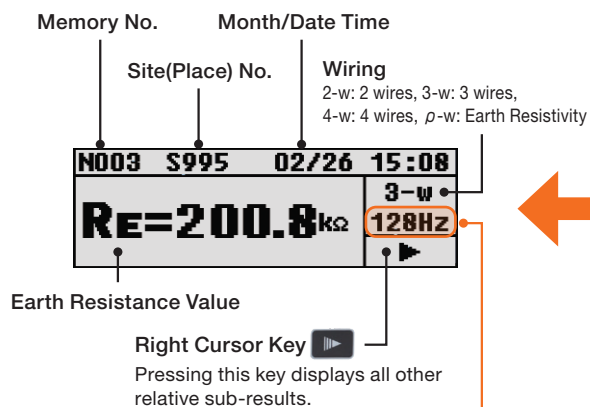 Memory No.
Month/Date Time
Site(Place) No.
Wiring
2-w: 2 wires, 3-w: 3 wires,
4-w: 4 wires, ρ-w: Earth Resistivity
N003 S995 02/26 15:08
3-w
RE=200.8kΩ
128Hz
Earth Resistance Value
Right Cursor Key
Pressing this key displays all other
relative sub-results.